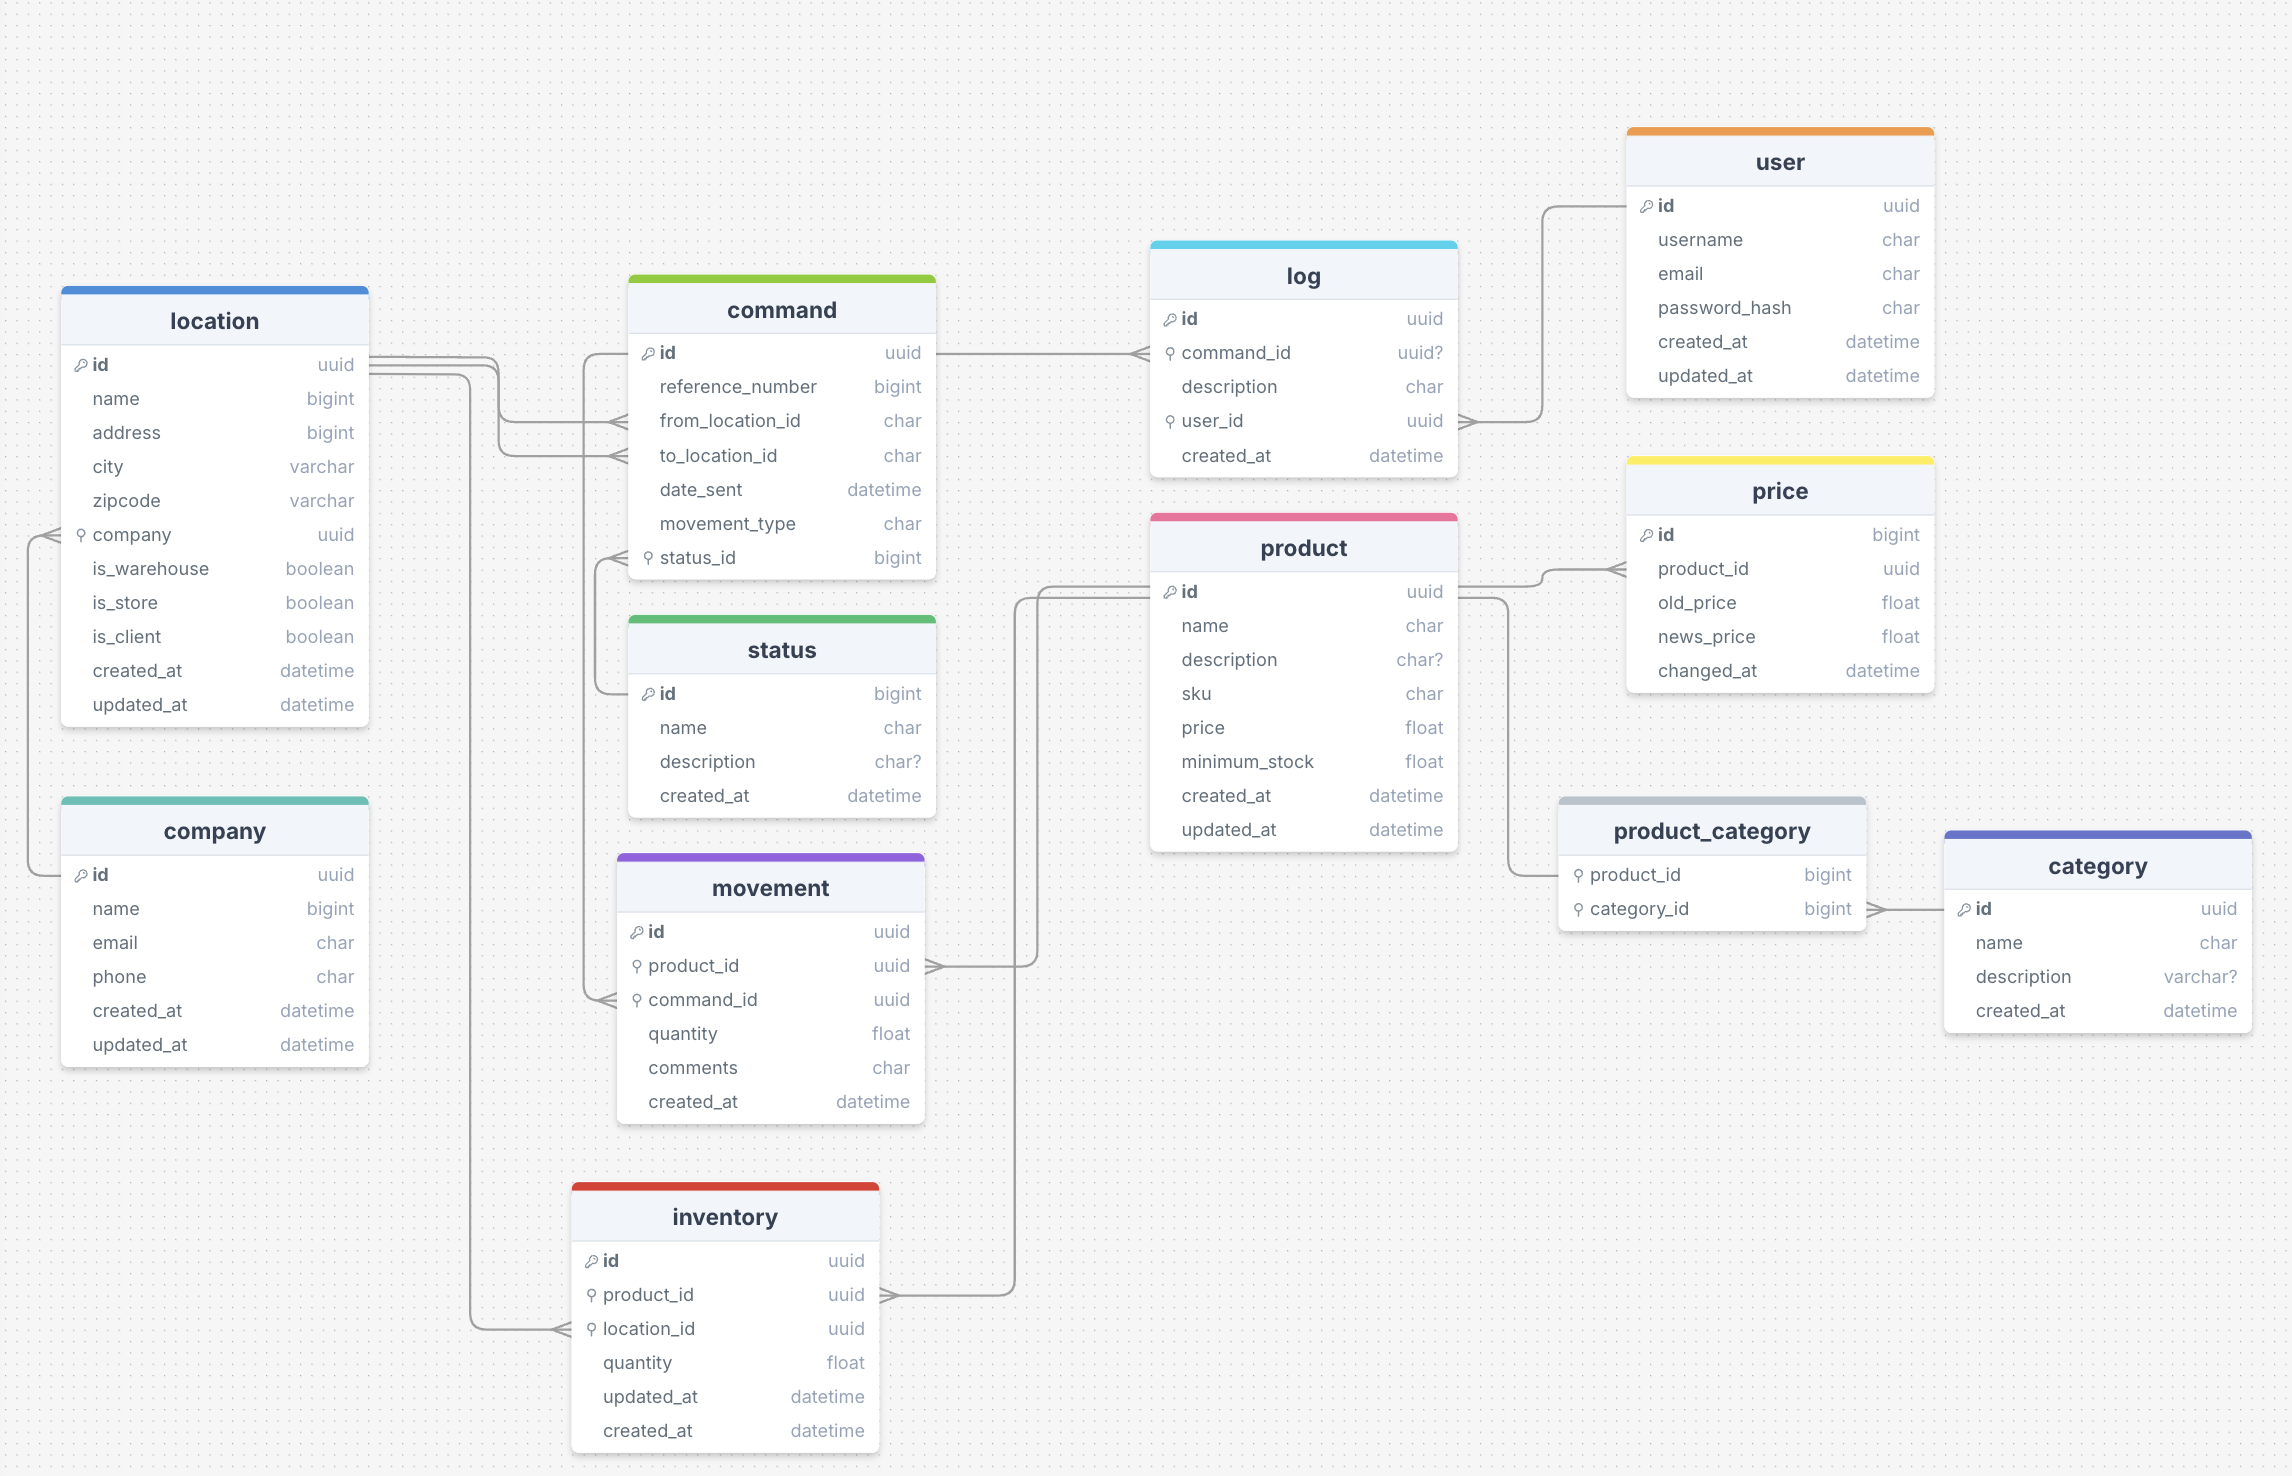 location
id uuid
name bigint
address bigint
city varchar
zipcode varchar
company uuid
is_warehouse boolean
is_store boolean
is_client boolean
created_at datetime
updated_at datetime
company
id uuid
name bigint
email char
phone char
created_at datetime
updated_at datetime
command
id uuid
reference_number bigint
from_location_id char
to_location_id char
date_sent datetime
movement_type char
status_id bigint
status
id bigint
name char
description char?
created_at datetime
movement
id uuid
product_id uuid
command_id uuid
quantity float
comments char
created_at datetime
inventory
id uuid
product_id uuid
location_id uuid
quantity float
updated_at datetime
created_at datetime
log
id uuid
command_id uuid?
description char
user_id uuid
created_at datetime
product
id uuid
name char
description char?
sku char
price float
minimum_stock float
created_at datetime
updated_at datetime
user
id uuid
username char
email char
password_hash char
created_at datetime
updated_at datetime
price
id bigint
product_id uuid
old_price float
news_price float
changed_at datetime
product_category
product_id bigint
category_id bigint
category
id uuid
name char
description varchar?
created_at datetime